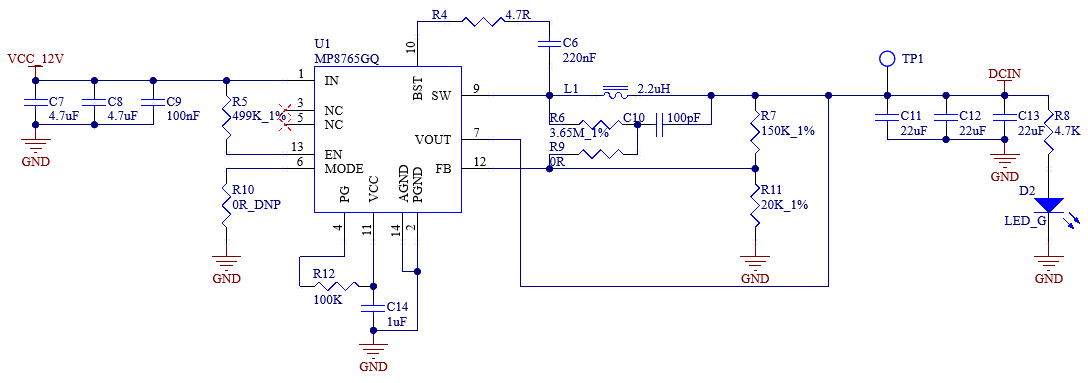 R4 4.7R
U1
MP8765GQ
10
C6
220nF
VCC_12V
1 IN
BST
SW 9
L1 2.2uH
TP1
DCIN
C7
4.7uF
C8
4.7uF
C9
100nF
R5
499K_1%
3 NC
5 NC
R6
3.65M_1%
C10 100pF
R7
150K_1%
C11
22uF
C12
22uF
C13
22uF
R8
4.7K
VOUT 7
GND
13 EN
6 MODE
FB 12
R9
0R
GND
R10
0R_DNP
PG
VCC
AGND
PGND
R11
20K_1%
D2
LED_G
4
11
14
2
GND
GND
GND
R12
100K
C14
1uF
GND